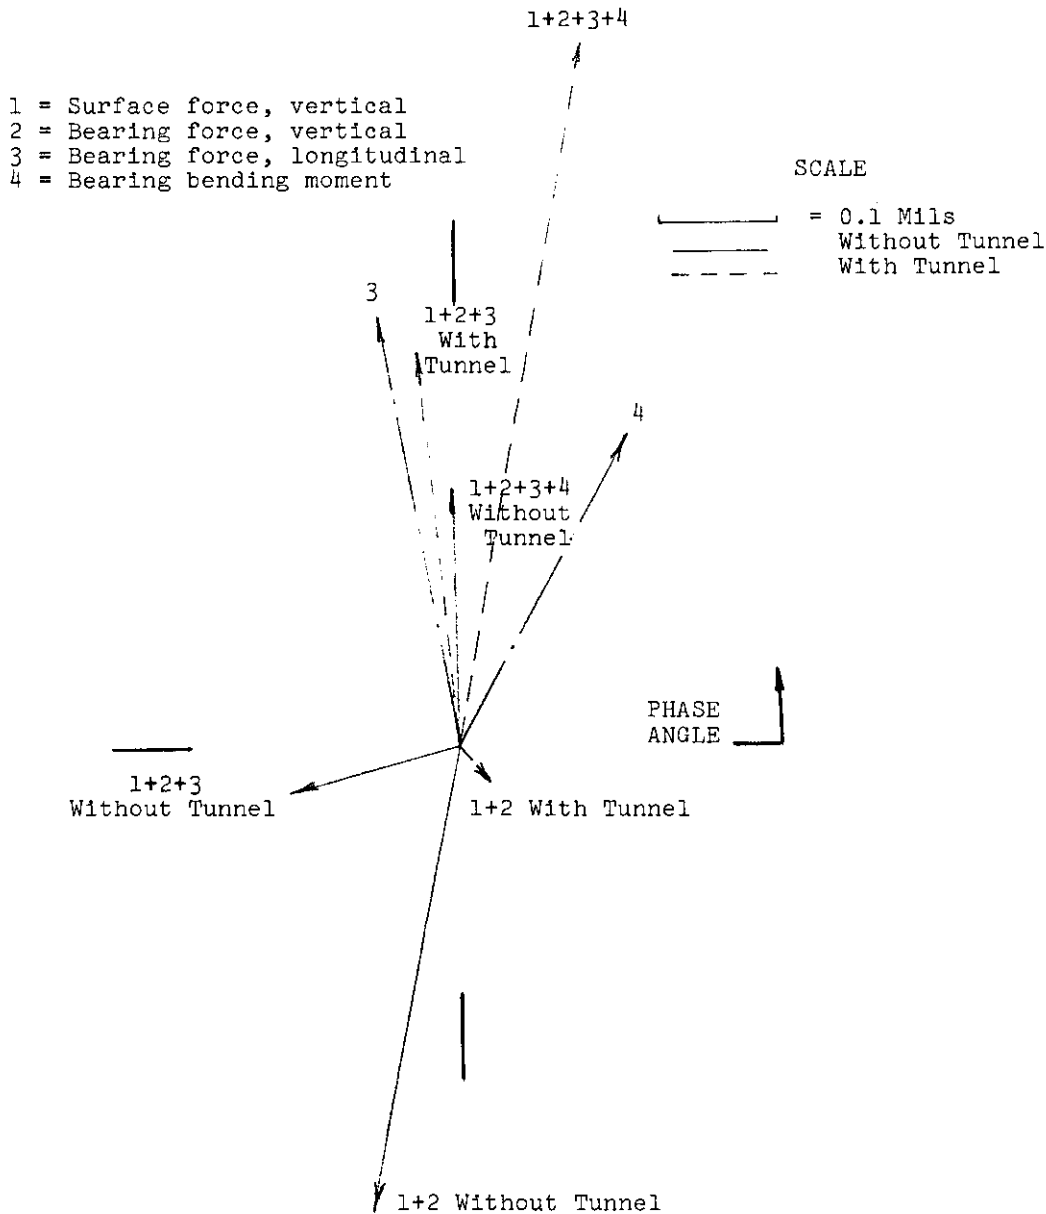 1+2+3+4
1 = Surface force, vertical
2 = Bearing force, vertical
3 = Bearing force, longitudinal
4 = Bearing bending moment
SCALE
= 0.1 Mils
Without Tunnel
With Tunnel
3
1+2+3
With
Tunnel
4
1+2+3+4
Without
Tunnel
PHASE
ANGLE
1+2+3
Without Tunnel
1+2 With Tunnel
1+2 Without Tunnel